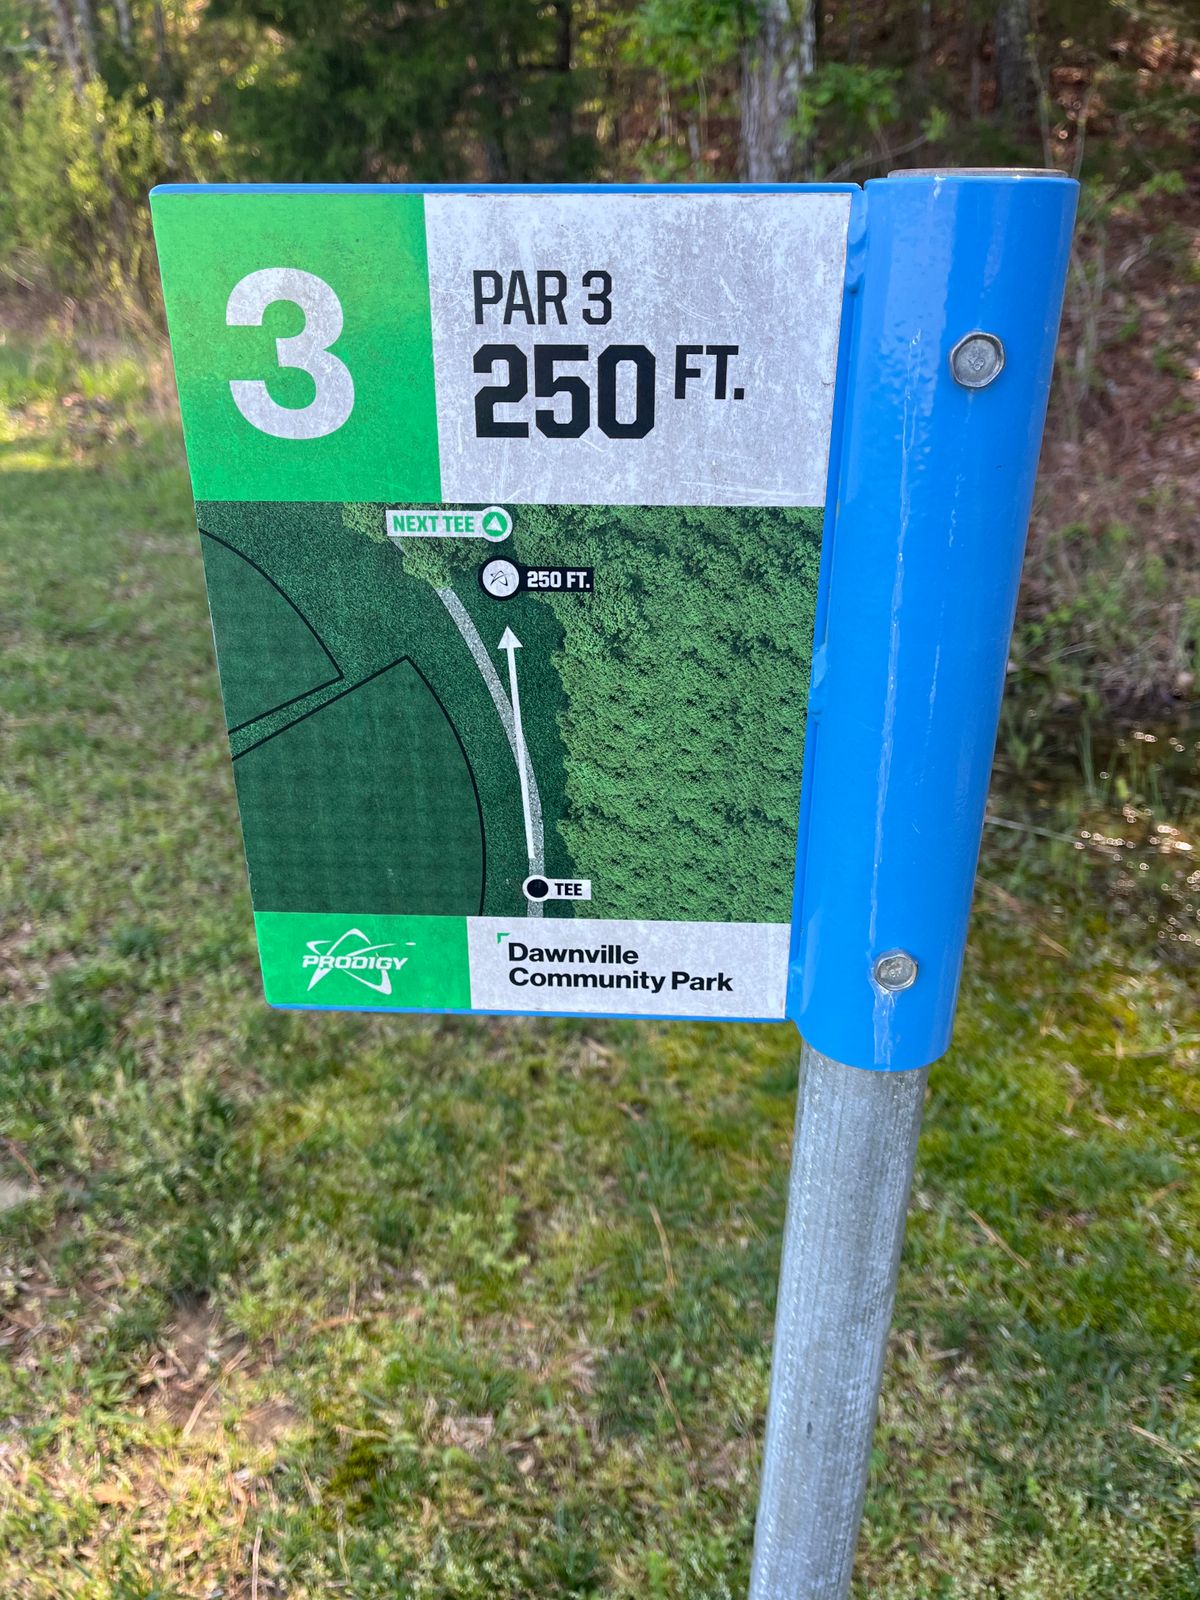 3
PAR 3
250 FT.
NEXT TEE
250 FT.
TEE
PRODIGY
Dawnville
Community Park